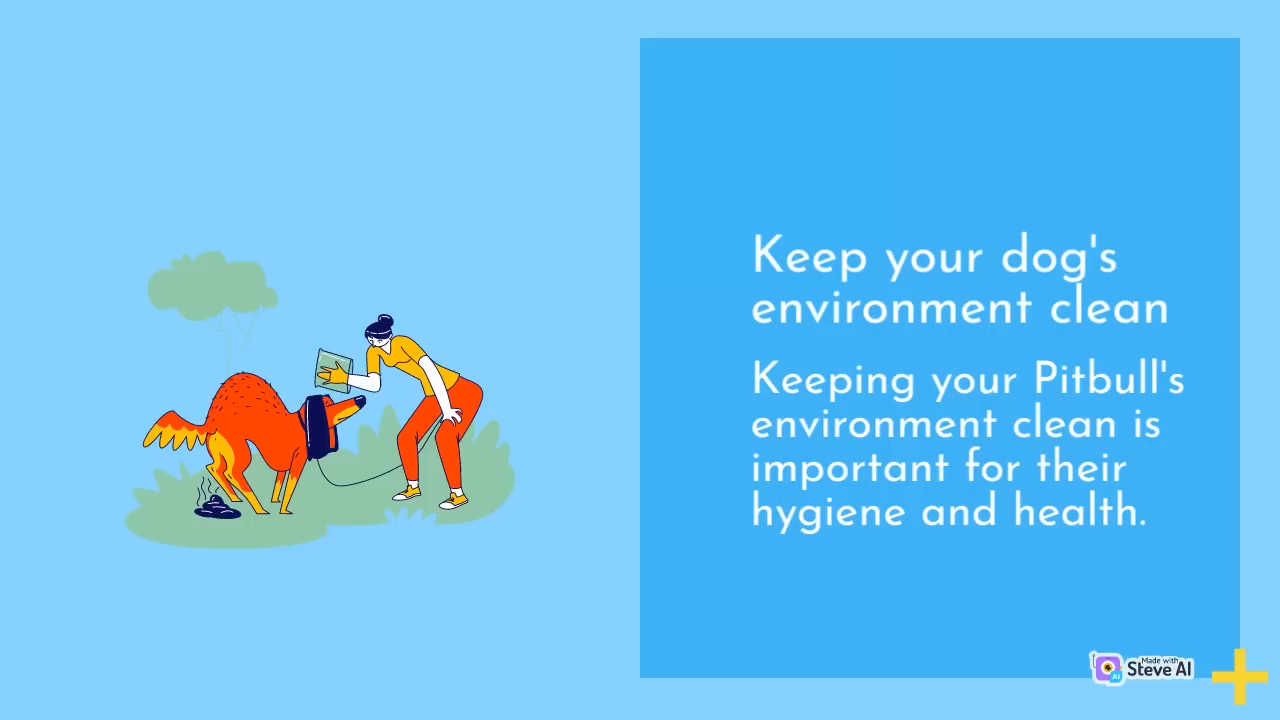 Keep your dog's
environment clean
Keeping your Pitbull's
environment clean is
important for their
hygiene and health.
Made with
Steve AI
AI